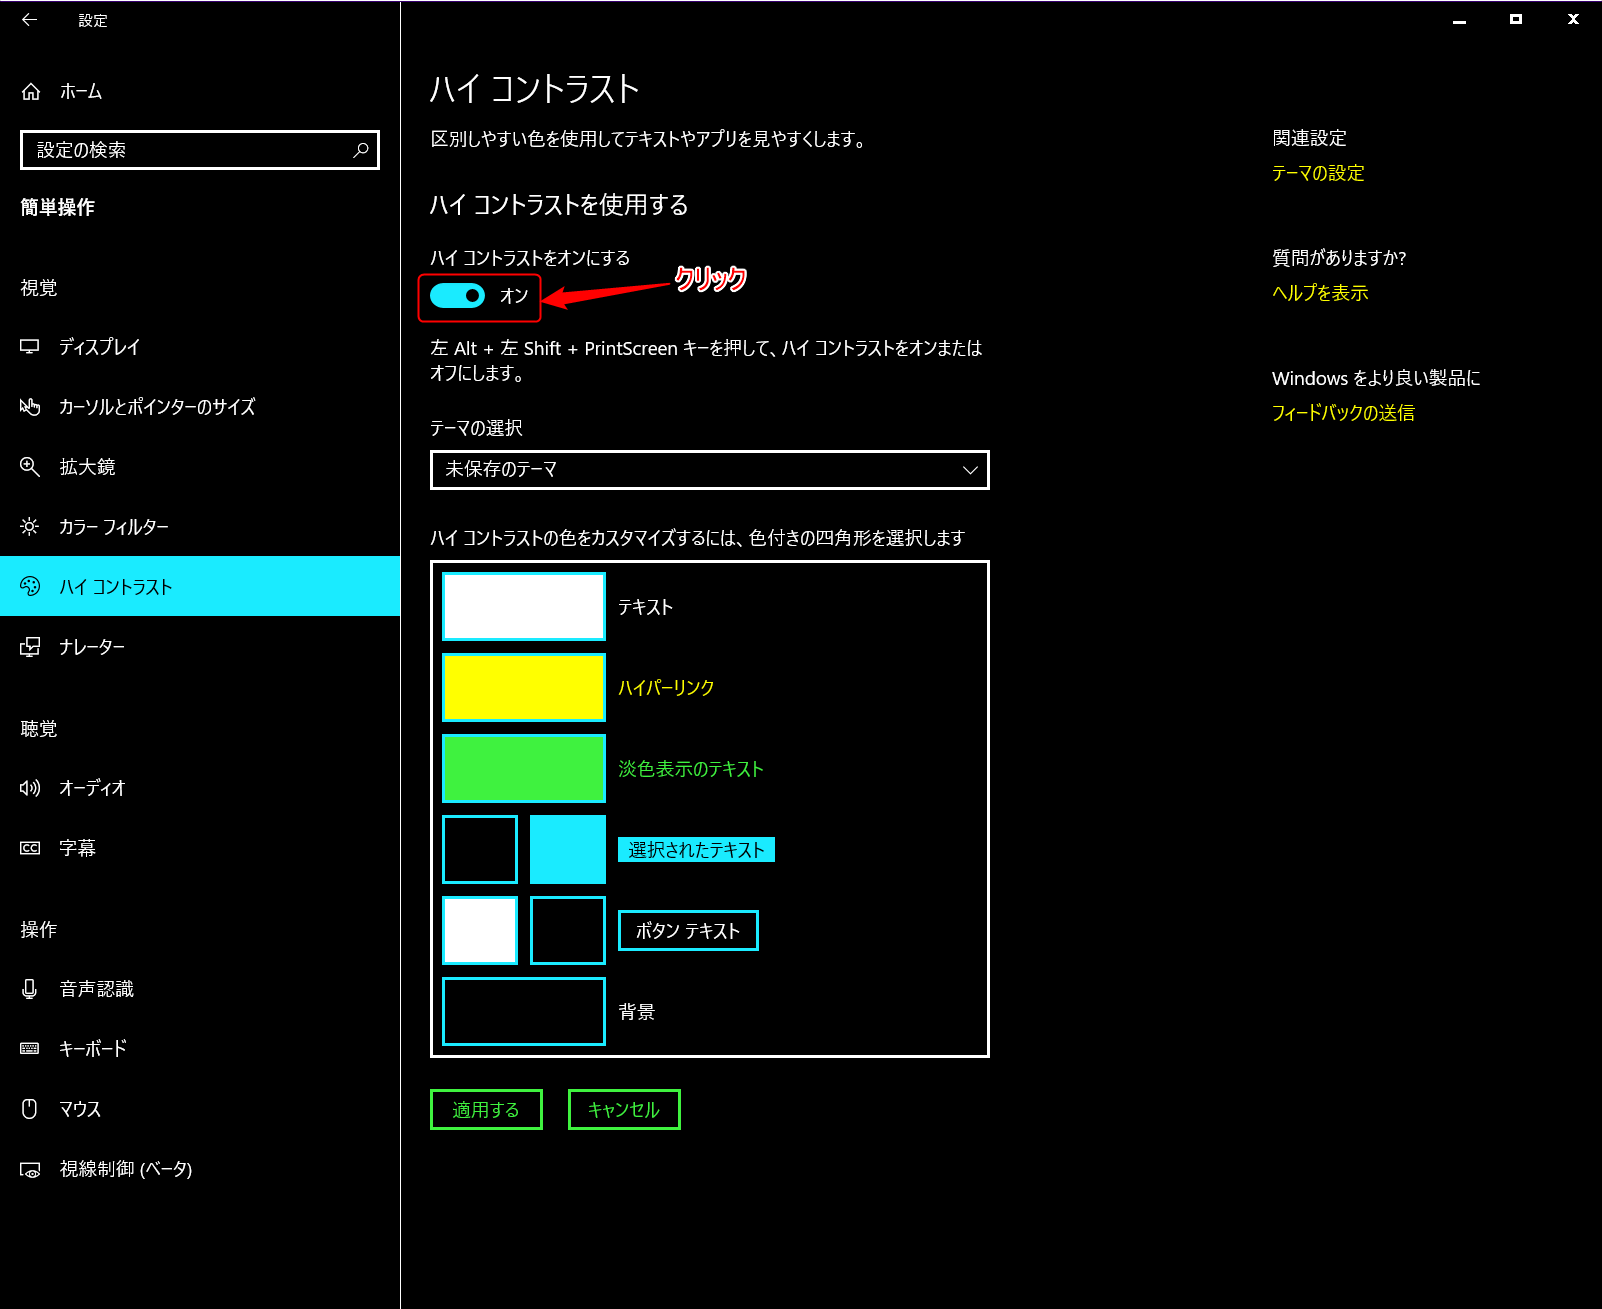 設定
ホーム
設定の検索
簡単操作
視覚
ディスプレイ
カーソルとポインターのサイズ
拡大鏡
カラー フィルター
ハイ コントラスト
ナレーター
聴覚
オーディオ
字幕
操作
音声認識
キーボード
マウス
視線制御 (ベータ)
ハイ コントラスト
区別しやすい色を使用してテキストやアプリを見やすくします。
ハイ コントラストを使用する
ハイ コントラストをオンにする
オン
クリック
左 Alt + 左 Shift + PrintScreen キーを押して、ハイ コントラストをオンまたは
オフにします。
テーマの選択
未保存のテーマ
ハイ コントラストの色をカスタマイズするには、色付きの四角形を選択します
テキスト
ハイパーリンク
淡色表示のテキスト
選択されたテキスト
ボタン テキスト
背景
適用する
キャンセル
関連設定
テーマの設定
質問がありますか?
ヘルプを表示
Windows をより良い製品に
フィードバックの送信